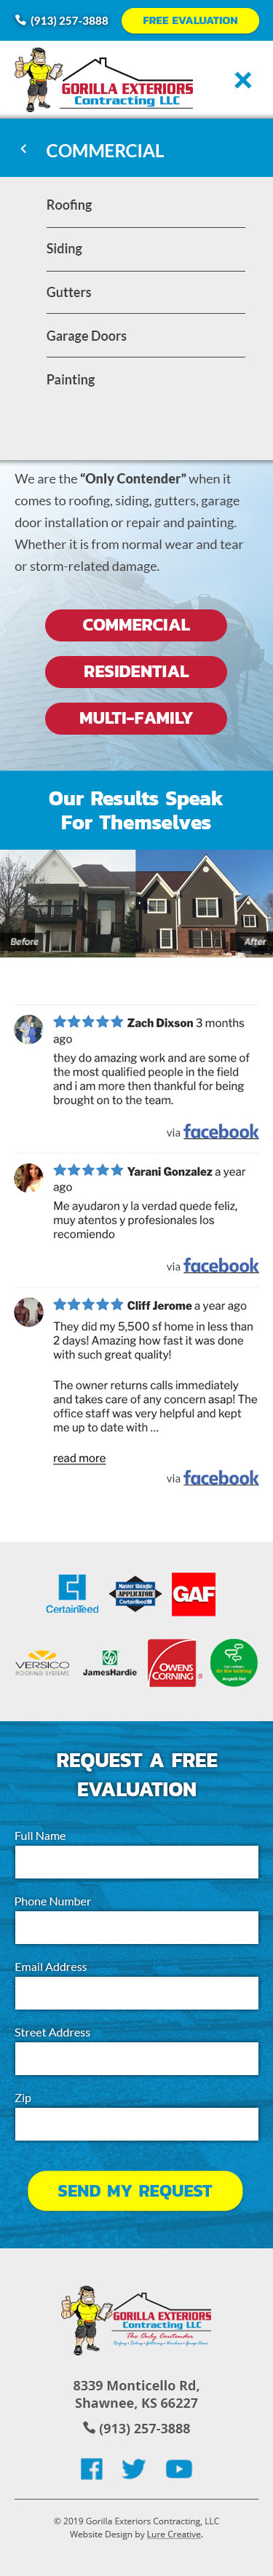 (913) 257-3888
FREE EVALUATION
GORILLA EXTERIORS
Contracting LLC
COMMERCIAL
Roofing
Siding
Gutters
Garage Doors
Painting
We are the “Only Contender” when it
comes to roofing, siding, gutters, garage
door installation or repair and painting.
Whether it is from normal wear and tear
or storm-related damage.
COMMERCIAL
RESIDENTIAL
MULTI-FAMILY
Our Results Speak
For Themselves
Before
After
Zach Dixson 3 months
ago
they do amazing work and are some of
the most qualified people in the field
and i am more then thankful for being
brought on to the team.
via facebook
Yarani Gonzalez a year
ago
Me ayudaron y la verdad quede feliz,
muy atentos y profesionales los
recomiendo
via facebook
Cliff Jerome a year ago
They did my 5,500 sf home in less than
2 days! Amazing how fast it was done
with such great quality!
The owner returns calls immediately
and takes care of any concern asap! The
office staff was very helpful and kept
me up to date with ...
read more
via facebook
CertainTeed
Master Shingle
APPLICATOR
CertainTeed
GAF
VERSICO
ROOFING SYSTEMS
JH
JamesHardie
OWENS
CORNING
do the talking
Angie's list
REQUEST A FREE
EVALUATION
Full Name
Phone Number
Email Address
Street Address
Zip
SEND MY REQUEST
GORILLA EXTERIORS
Contracting LLC
The Only Contender
Roofing • Siding • Guttering • Windows • Garage Doors
8339 Monticello Rd,
Shawnee, KS 66227
(913) 257-3888
© 2019 Gorilla Exteriors Contracting, LLC
Website Design by Lure Creative.